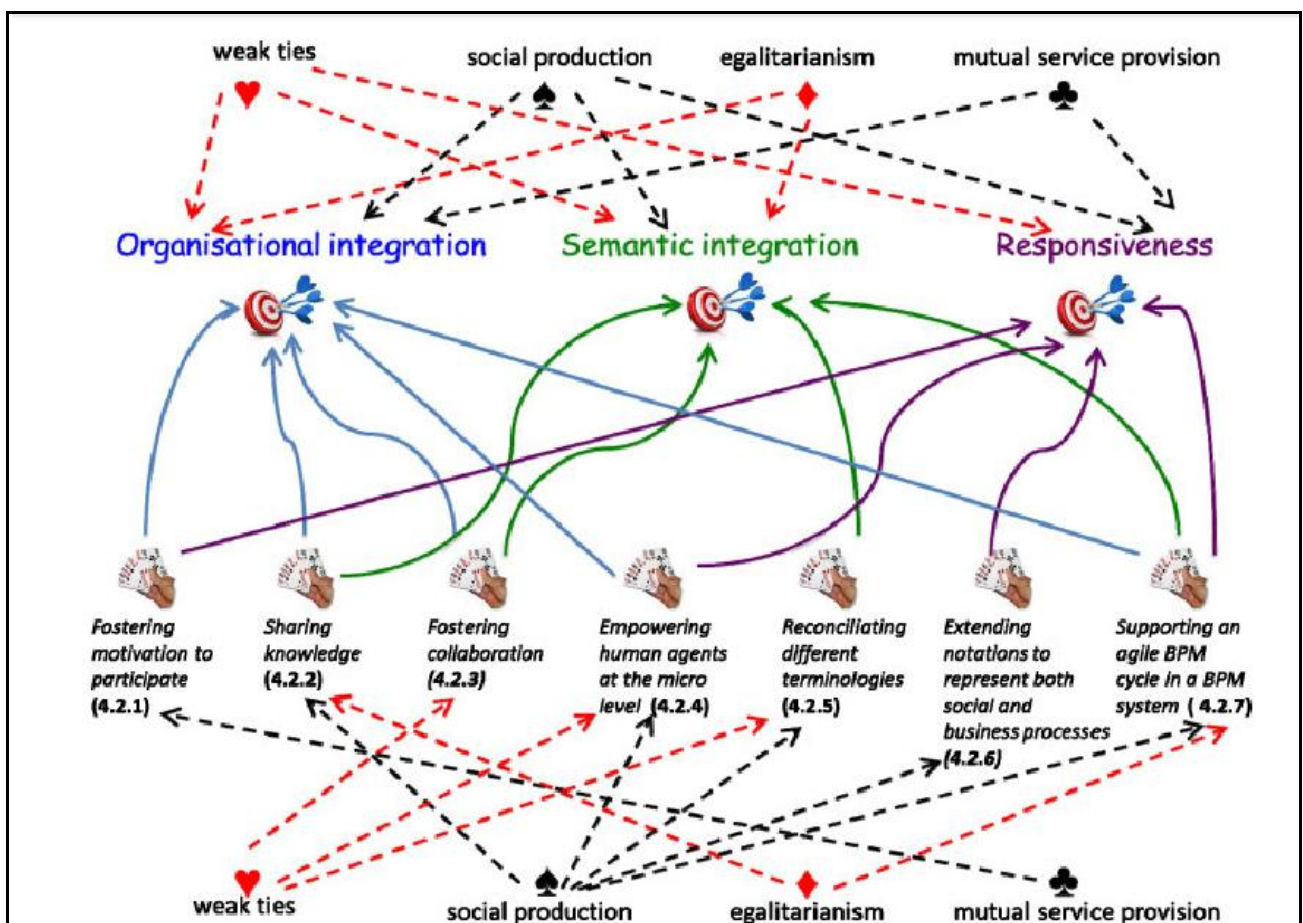 weak ties
social production
egalitarianism
mutual service provision
Organisational integration
Semantic integration
Responsiveness
Fostering
motivation to
participate
(4.2.1)
Sharing
knowledge
(4.2.2)
Fostering
collaboration
(4.2.3)
Empowering
human agents
at the micro
level (4.2.4)
Reconciliating
different
terminologies
(4.2.5)
Extending
notations to
represent both
social and
business processes
(4.2.6)
Supporting an
agile BPM
cycle in a BPM
system ( 4.2.7)
weak ties
social production
egalitarianism
mutual service provision